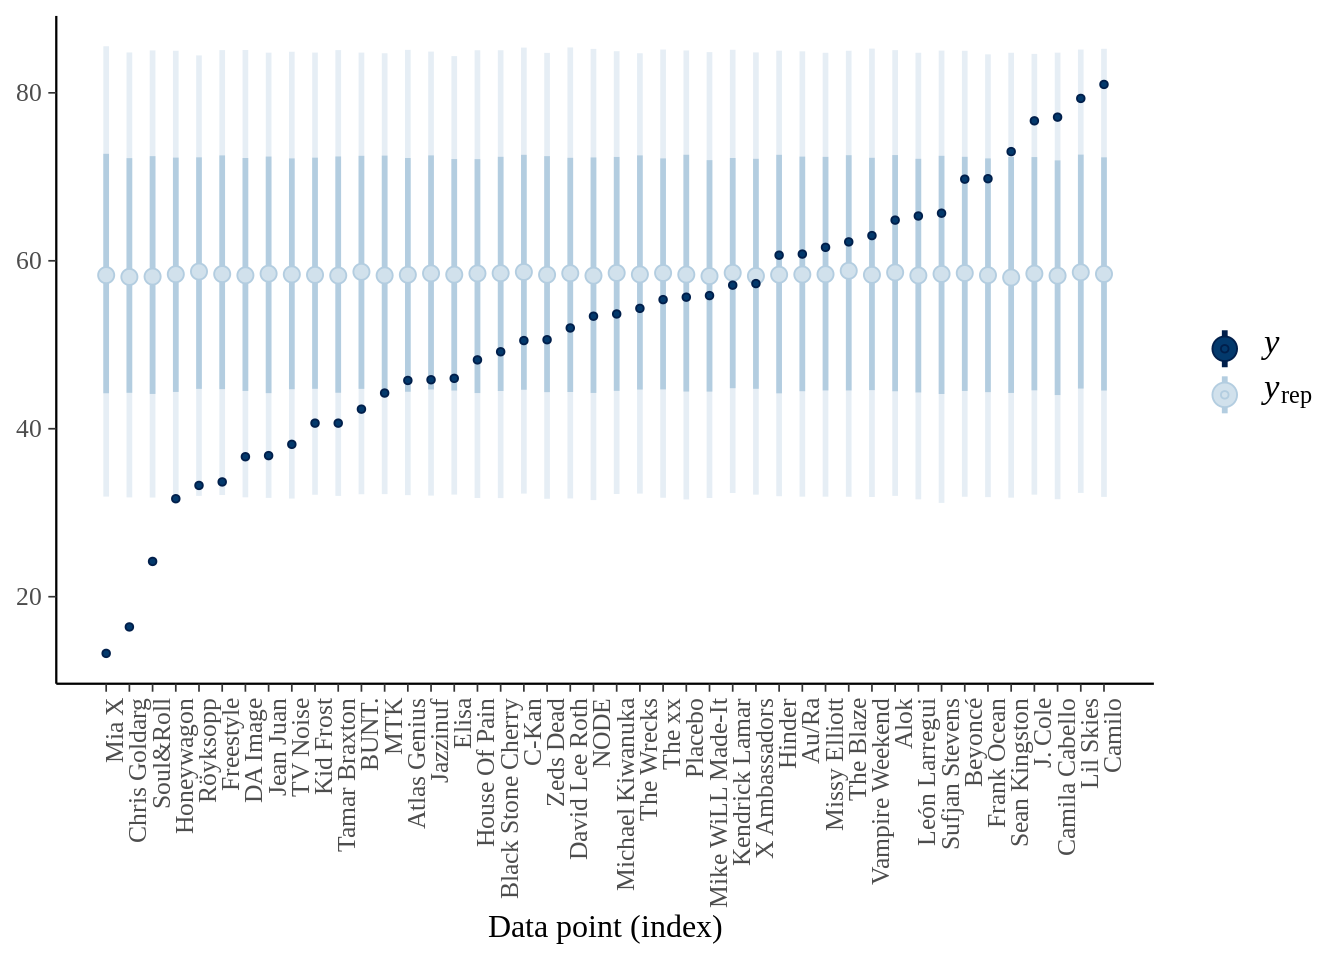 80
60
40
20
Mia X
Chris Goldarg
Soul&Roll
Honeywagon
Röyksopp
Freestyle
DA Image
Jean Juan
TV Noise
Kid Frost
Tamar Braxton
BUNT.
MTK
Atlas Genius
Jazzinuf
Elisa
House Of Pain
Black Stone Cherry
C-Kan
Zeds Dead
David Lee Roth
NODE
Michael Kiwanuka
The Wrecks
The xx
Placebo
Mike WiLL Made-It
Kendrick Lamar
X Ambassadors
Hinder
Au/Ra
Missy Elliott
The Blaze
Vampire Weekend
Alok
León Larregui
Sufjan Stevens
Beyoncé
Frank Ocean
Sean Kingston
J. Cole
Camila Cabello
Lil Skies
Camilo
Data point (index)
y
yrep